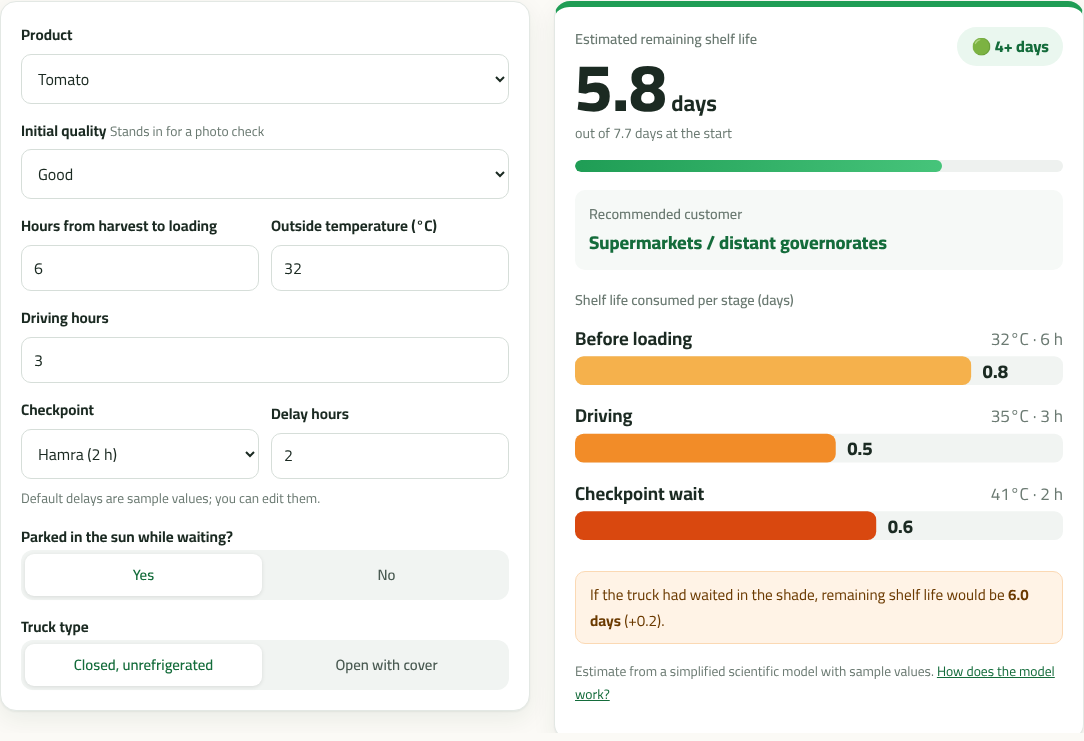 Product
Tomato
Initial quality Stands in for a photo check
Good
Hours from harvest to loading
Outside temperature (°C)
6
32
Driving hours
3
Checkpoint
Delay hours
Hamra (2 h)
2
Default delays are sample values; you can edit them.
Parked in the sun while waiting?
Yes
No
Truck type
Closed, unrefrigerated
Open with cover
Estimated remaining shelf life
4+ days
5.8 days
out of 7.7 days at the start
Recommended customer
Supermarkets / distant governorates
Shelf life consumed per stage (days)
Before loading
32°C · 6 h
0.8
Driving
35°C · 3 h
0.5
Checkpoint wait
41°C · 2 h
0.6
If the truck had waited in the shade, remaining shelf life would be 6.0
days (+0.2).
Estimate from a simplified scientific model with sample values. How does the model
work?